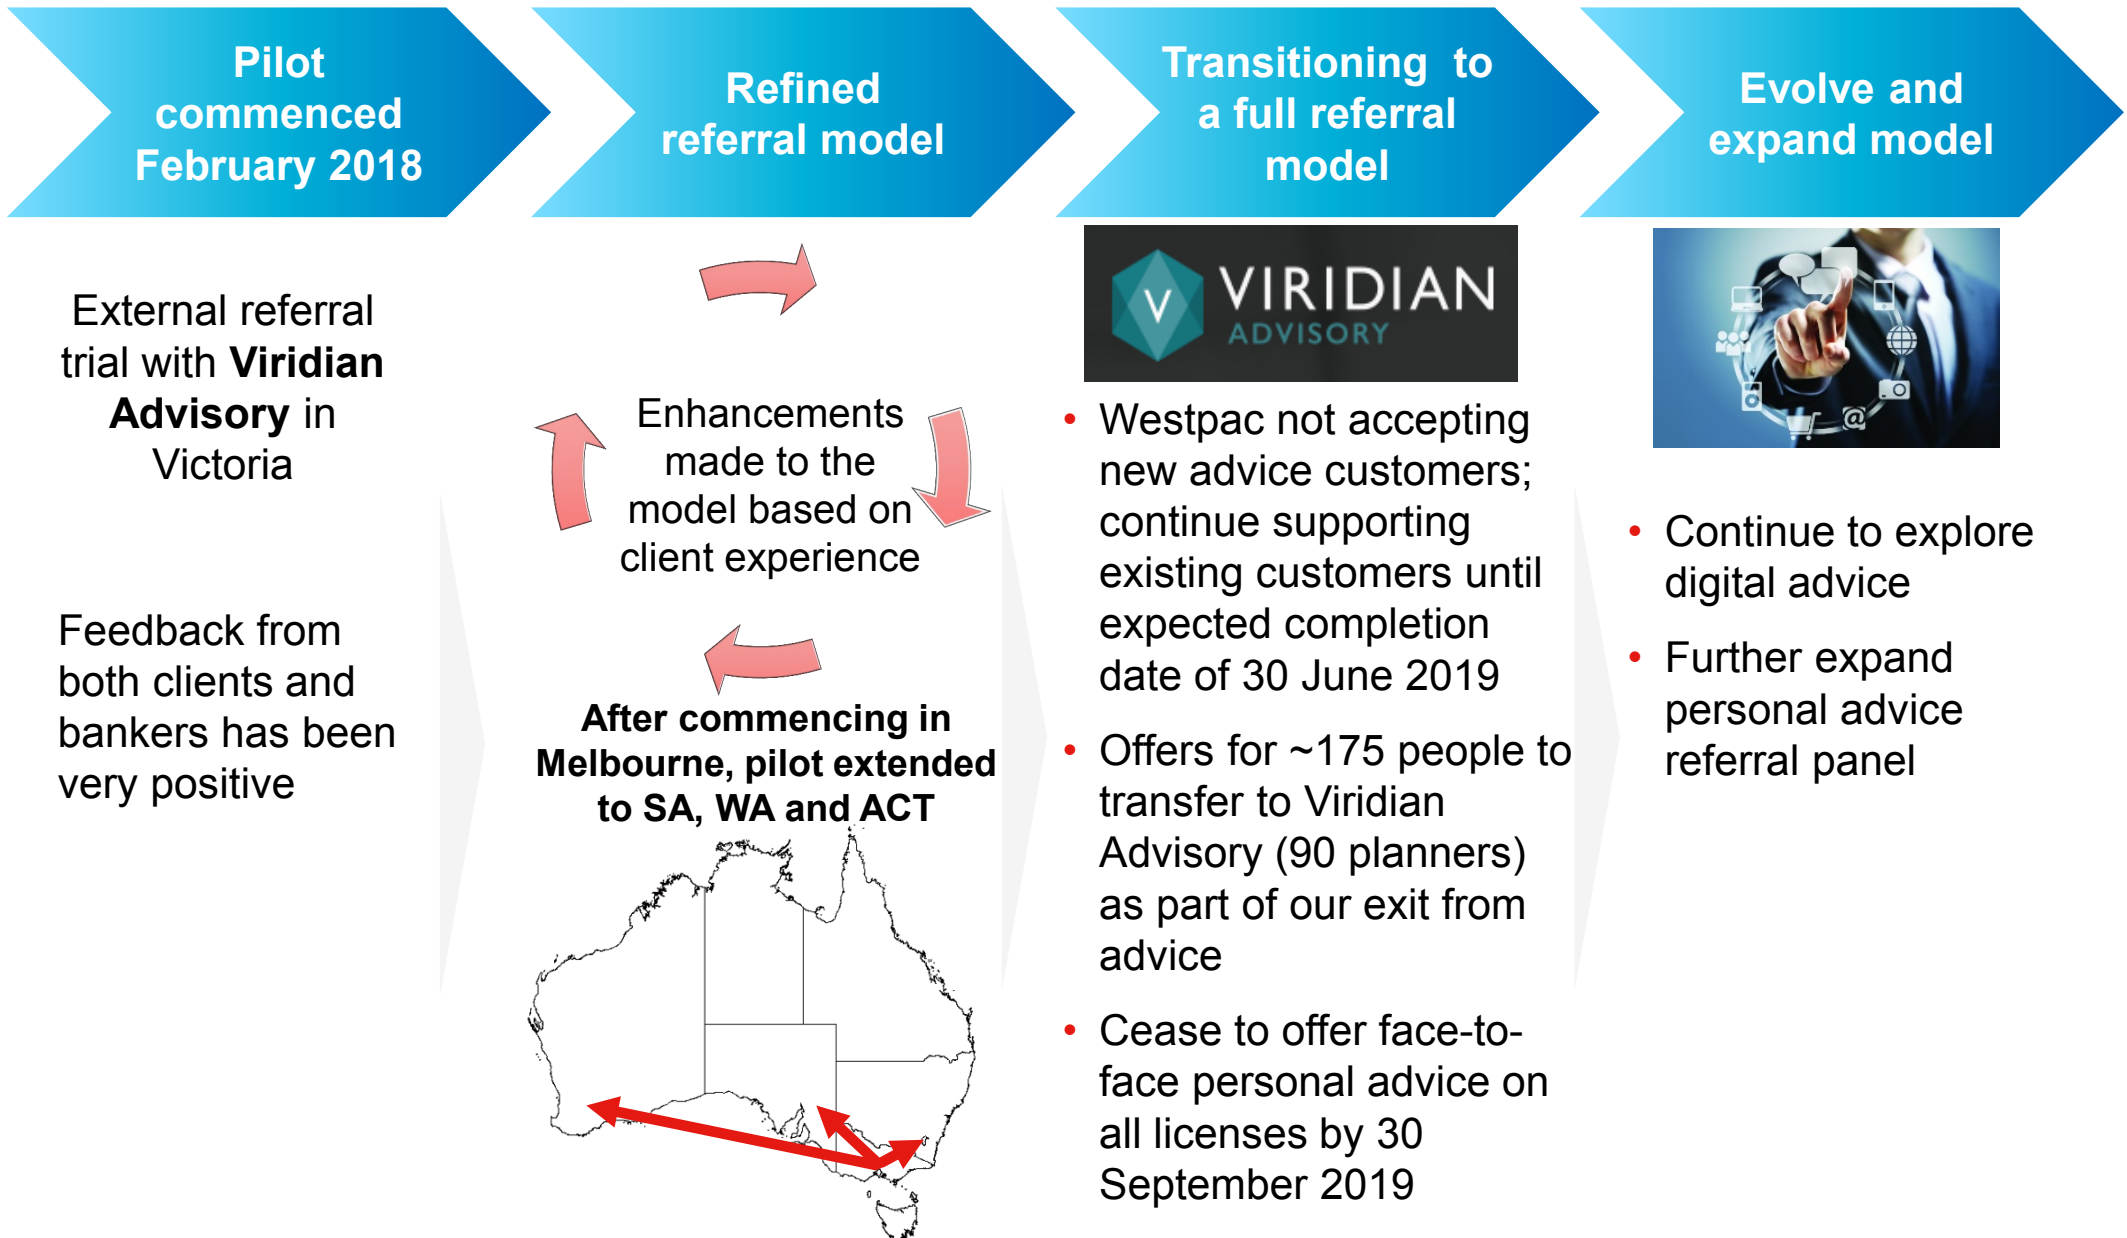 Pilot
commenced
February 2018
Refined
referral model
Transitioning to
a full referral
model
Evolve and
expand model
External referral
trial with Viridian
Advisory in
Victoria
Feedback from
both clients and
bankers has been
very positive
Enhancements
made to the
model based on
client experience
After commencing in
Melbourne, pilot extended
to SA, WA and ACT
V
VIRIDIAN
ADVISORY
• Westpac not accepting
new advice customers;
continue supporting
existing customers until
expected completion
date of 30 June 2019
• Offers for ~175 people to
transfer to Viridian
Advisory (90 planners)
as part of our exit from
advice
• Cease to offer face-to-
face personal advice on
all licenses by 30
September 2019
@
• Continue to explore
digital advice
• Further expand
personal advice
referral panel